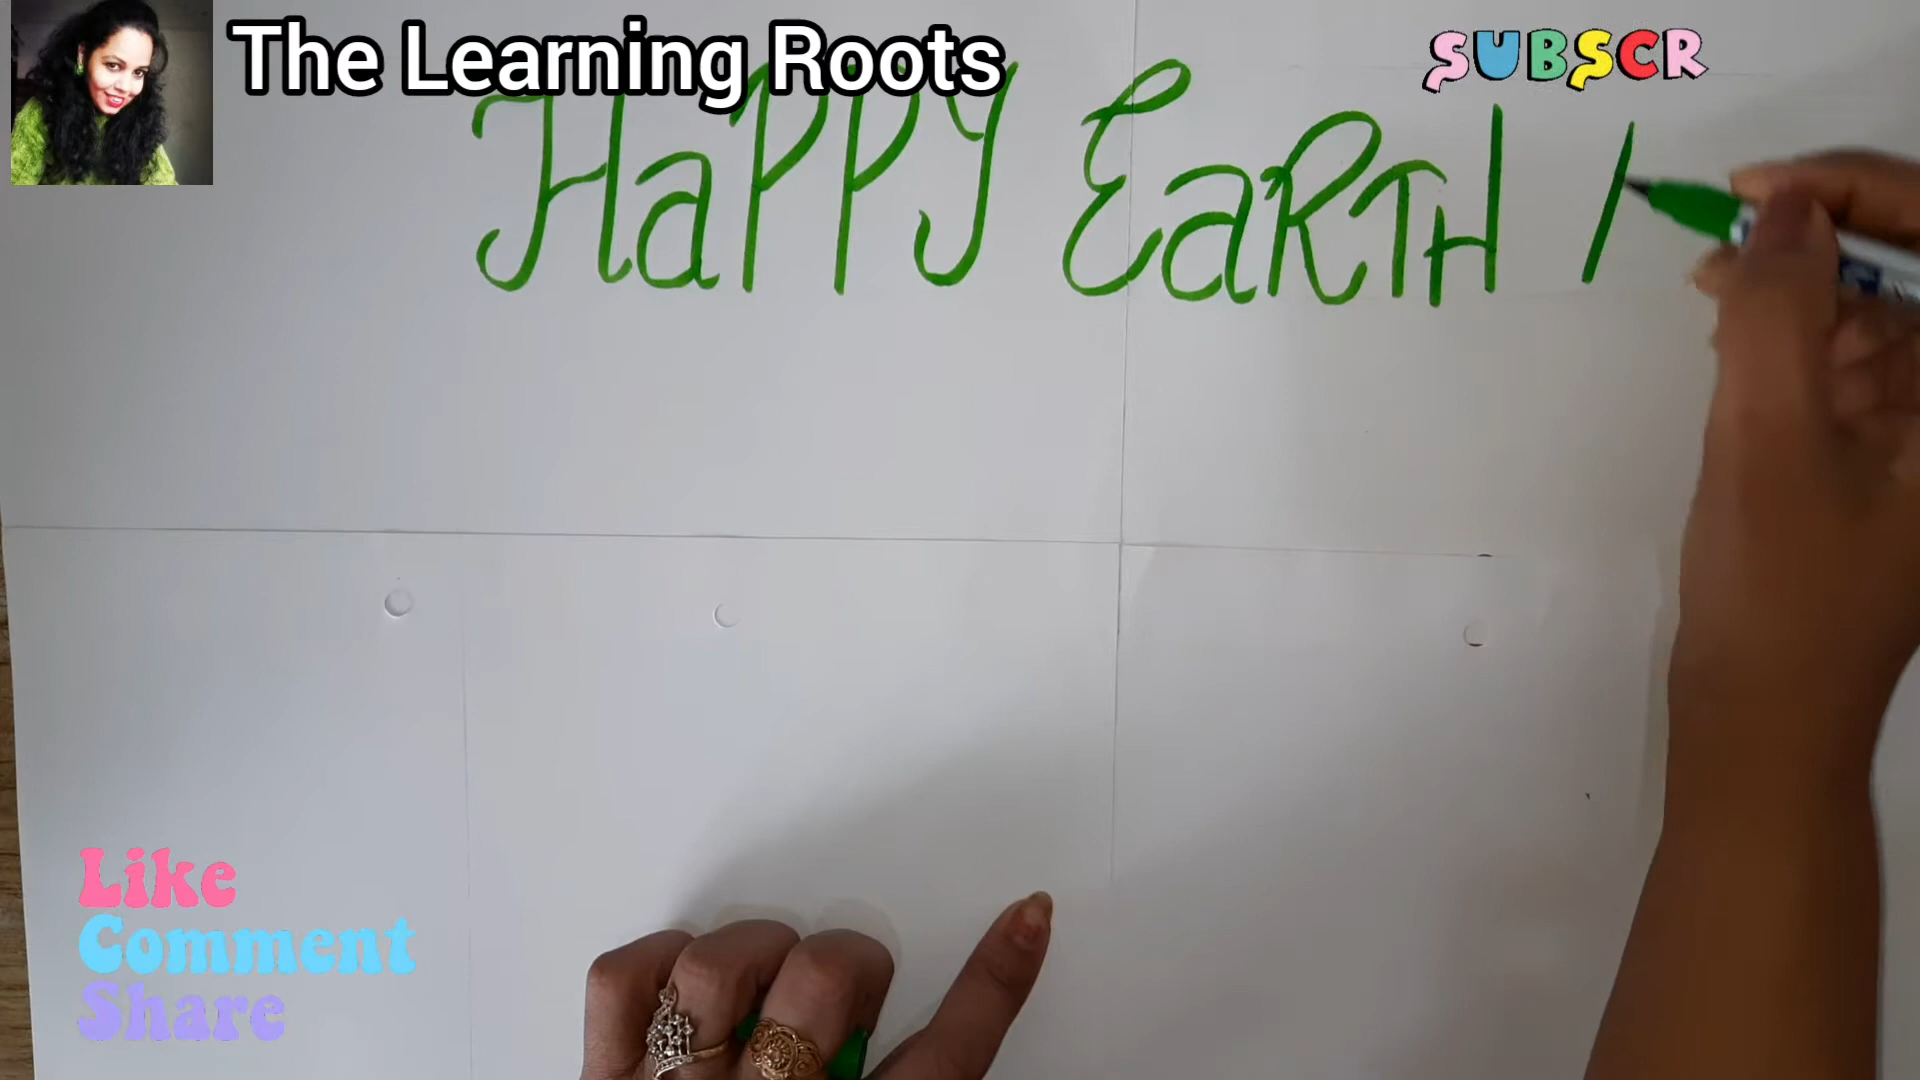 The Learning Roots
SUBSCR
HaPPY EaRTH
Like
Comment
Share